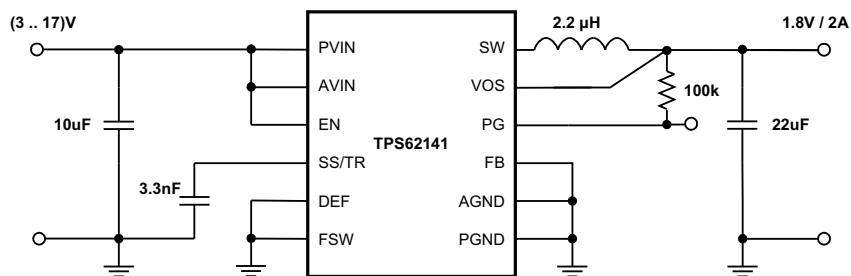 (3 .. 17)V
2.2 µH
1.8V / 2A
PVIN
SW
AVIN
VOS
100k
10uF
EN
PG
22uF
TPS62141
SS/TR
FB
3.3nF
DEF
AGND
FSW
PGND